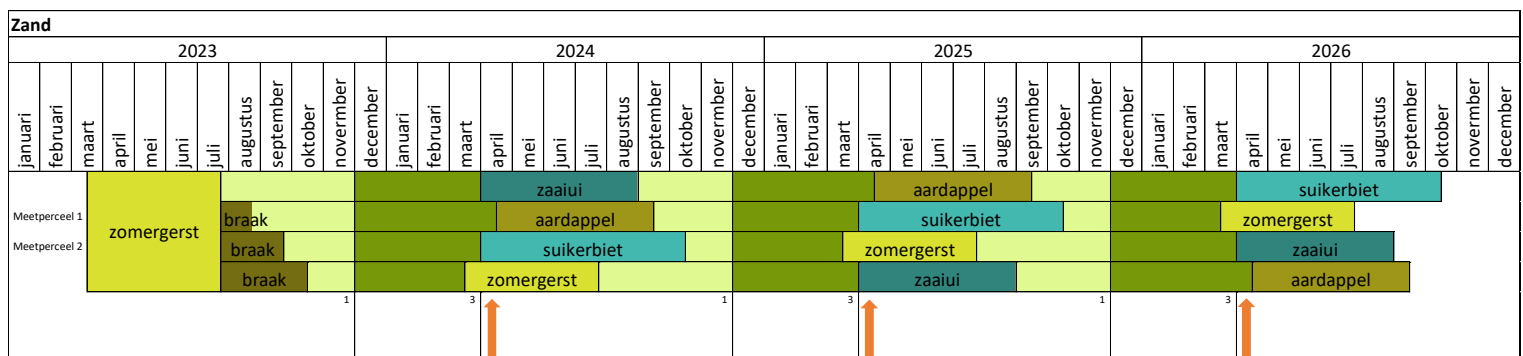 Zand
2023 2024 2025 2026
januari februari maart april mei juni juli augustus september oktober november december januari februari maart april mei juni juli augustus september oktober november december januari februari maart april mei juni juli augustus september oktober november december januari februari maart april mei juni juli augustus september oktober november december
zaaiui aardappel suikerbiet
Meetperceel 1 zomergerst braak aardappel suikerbiet zomergerst
Meetperceel 2 braak suikerbiet zomergerst zaaiui
braak zomergerst zaaiui aardappel
1 3 1 3 1 3